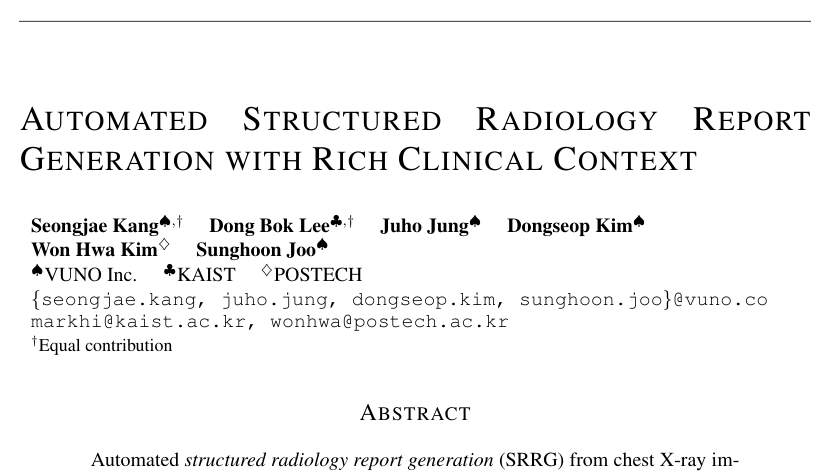 AUTOMATED STRUCTURED RADIOLOGY REPORT
GENERATION WITH RICH CLINICAL CONTEXT
Seongjae Kang♠,† Dong Bok Lee♣,† Juho Jung♠ Dongseop Kim♠
Won Hwa Kim♢ Sunghoon Joo♠
♠VUNO Inc. ♣KAIST ♢POSTECH
{seongjae.kang, juho.jung, dongseop.kim, sunghoon.joo}@vuno.co
markhi@kaist.ac.kr, wonhwa@postech.ac.kr
†Equal contribution
ABSTRACT
Automated structured radiology report generation (SRRG) from chest X-ray im-